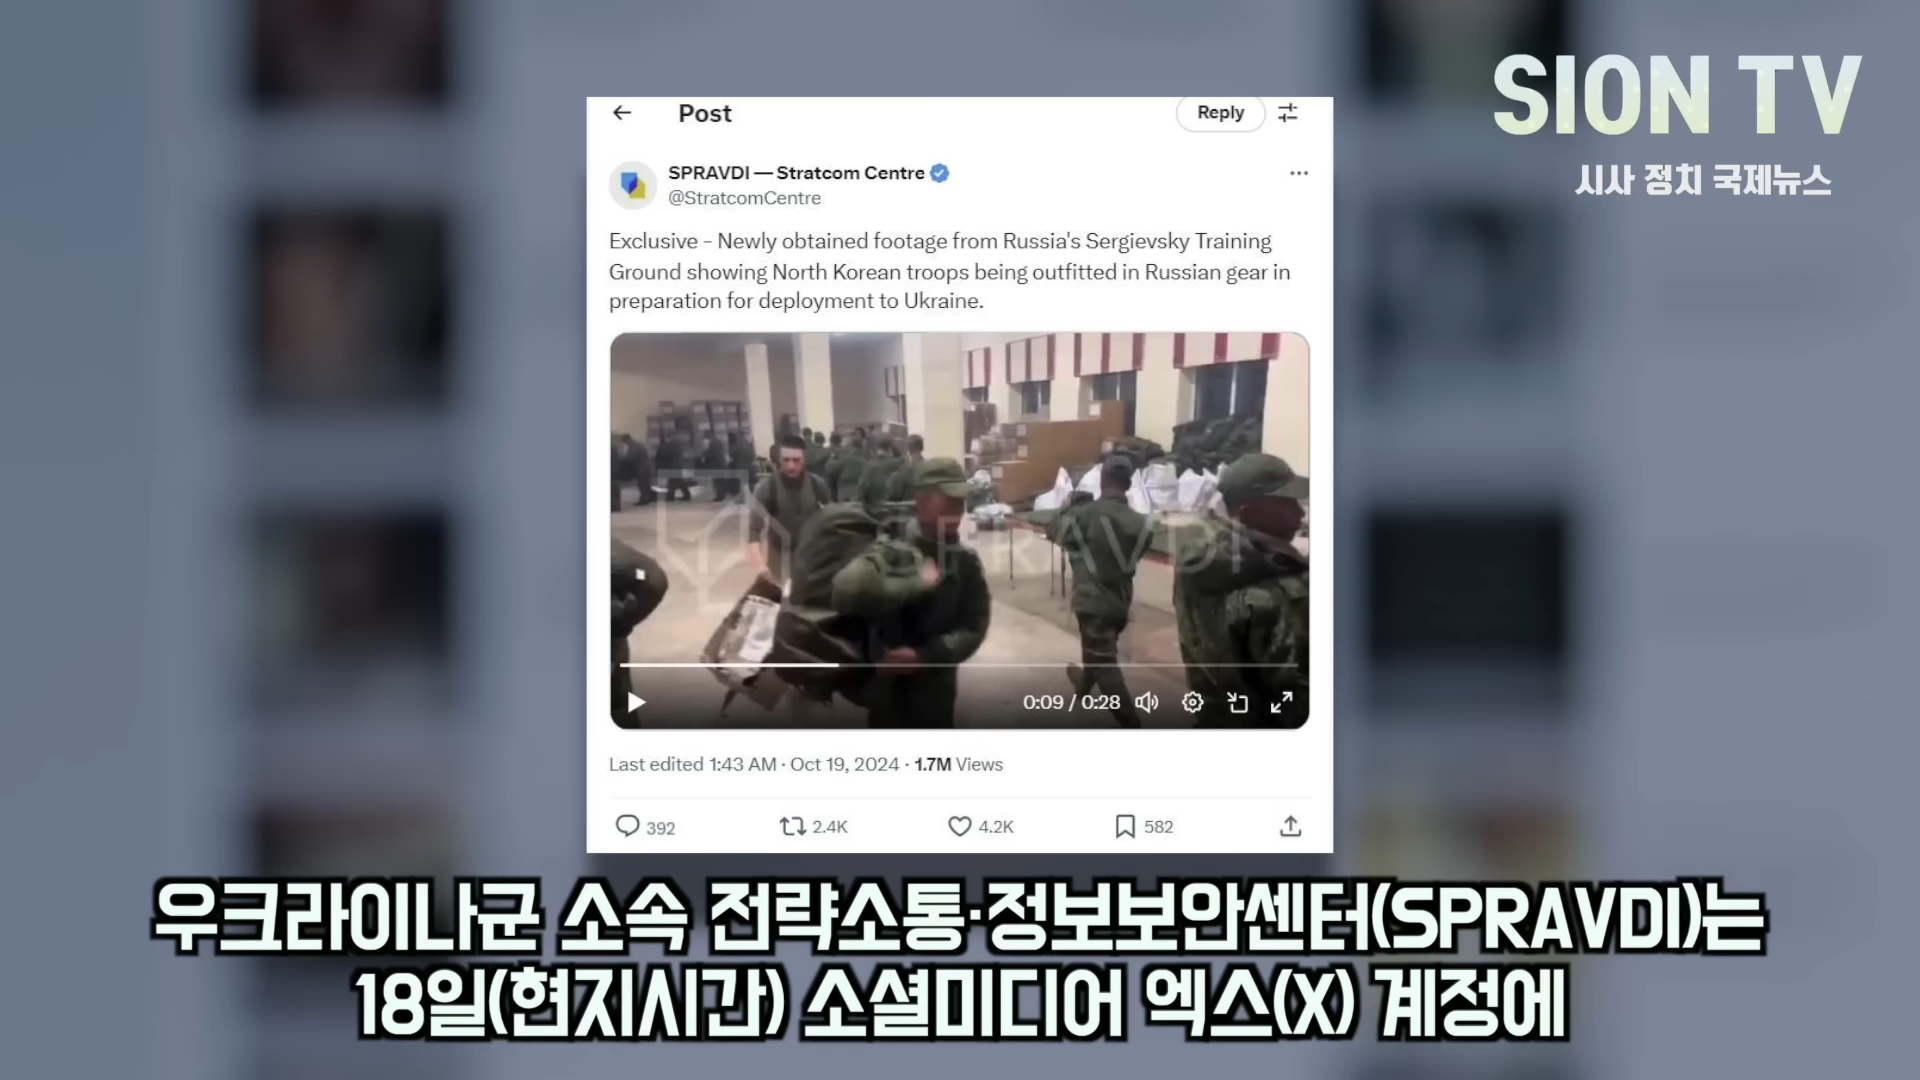 SION TV
시사 정치 국제뉴스
Post
Reply
SPRAVDI — Stratcom Centre
@StratcomCentre
Exclusive - Newly obtained footage from Russia's Sergievsky Training
Ground showing North Korean troops being outfitted in Russian gear in
preparation for deployment to Ukraine.
SPRAVDI
0:09 / 0:28
Last edited 1:43 AM · Oct 19, 2024 · 1.7M Views
392 2.4K 4.2K 582
우크라이나군 소속 전략소통·정보보안센터(SPRAVDI)는
18일(현지시간) 소셜미디어 엑스(X) 계정에